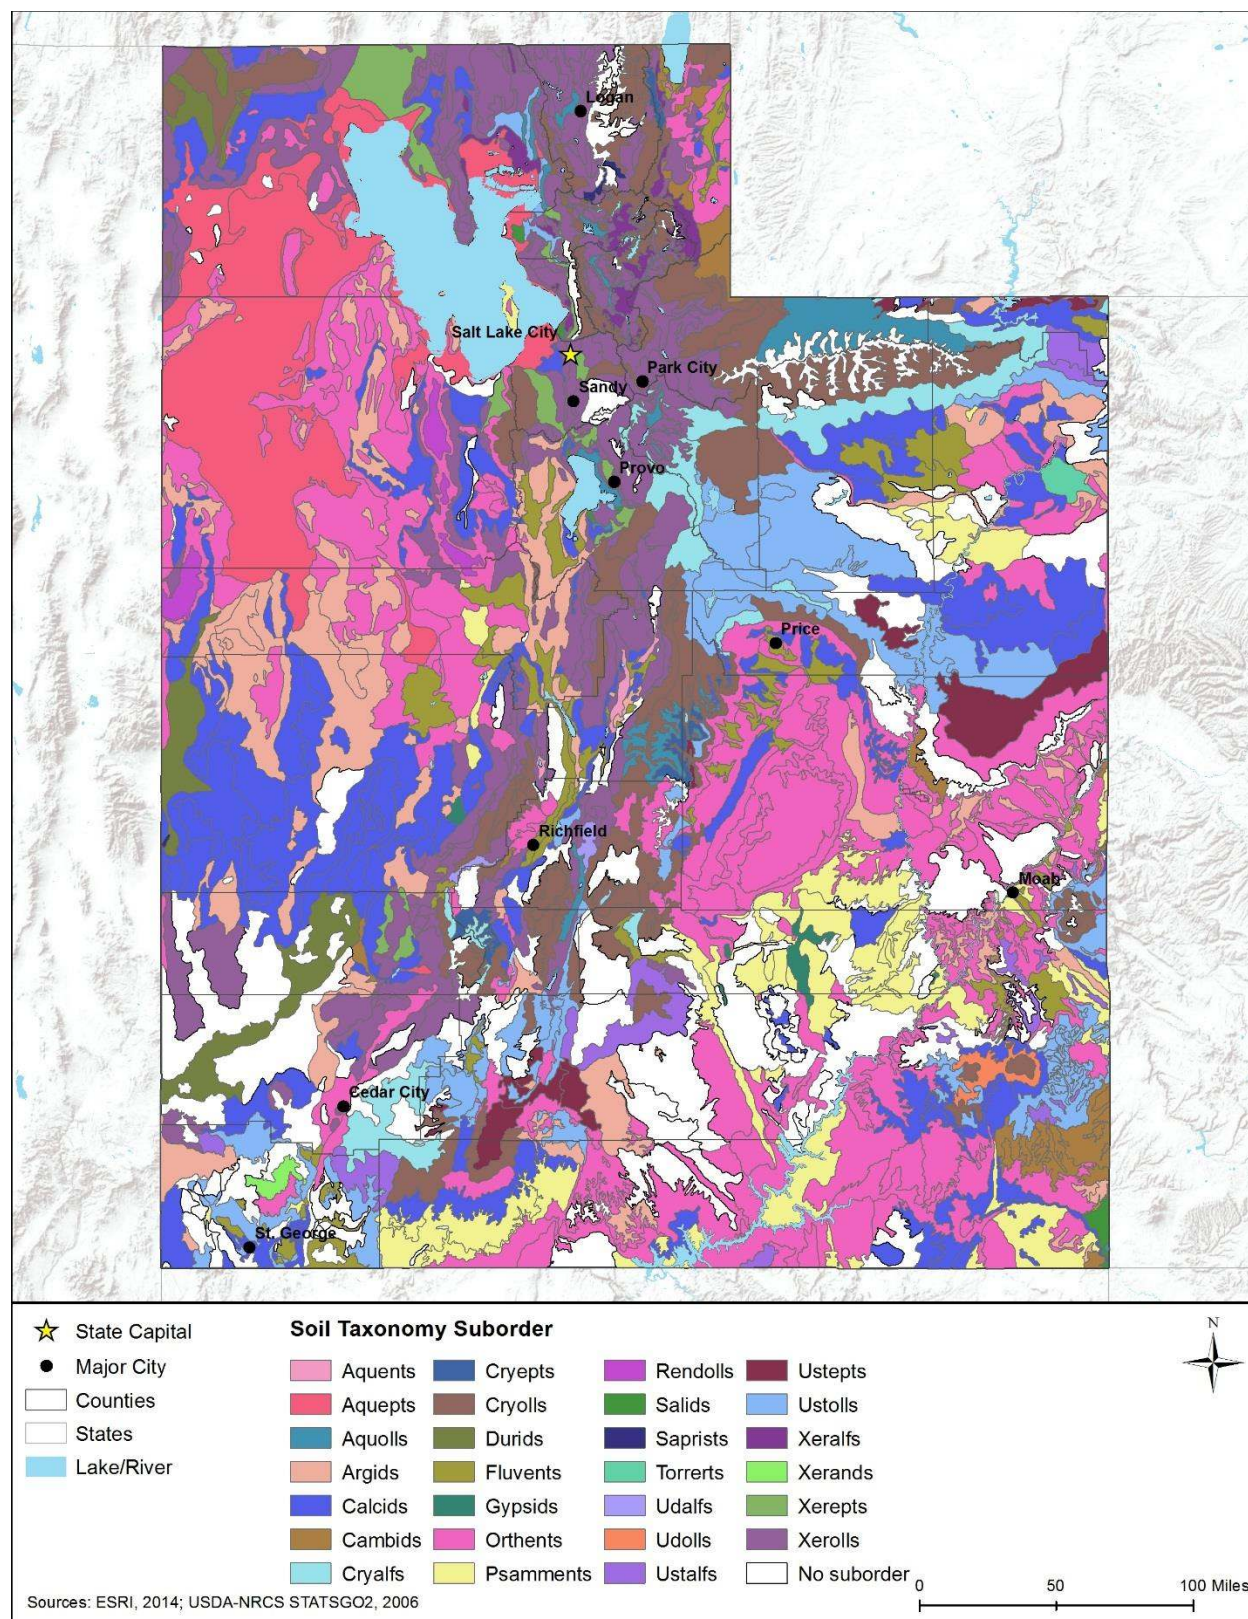 Logan
Salt Lake City
Park City
Sandy
Provo
Price
Richfield
Moab
Cedar City
St. George
State Capital
Major City
Counties
States
Lake/River
Soil Taxonomy Suborder
Aquents
Aquepts
Aquolls
Argids
Calcids
Cambids
Cryalfs
Cryepts
Cryolls
Durids
Fluvents
Gypsids
Orthents
Psamments
Rendolls
Salids
Saprists
Torrerts
Udalfs
Udolls
Ustalfs
Ustepts
Ustolls
Xeralfs
Xerands
Xerepts
Xerolls
No suborder
N
0 50 100 Miles
Sources: ESRI, 2014; USDA-NRCS STATSGO2, 2006